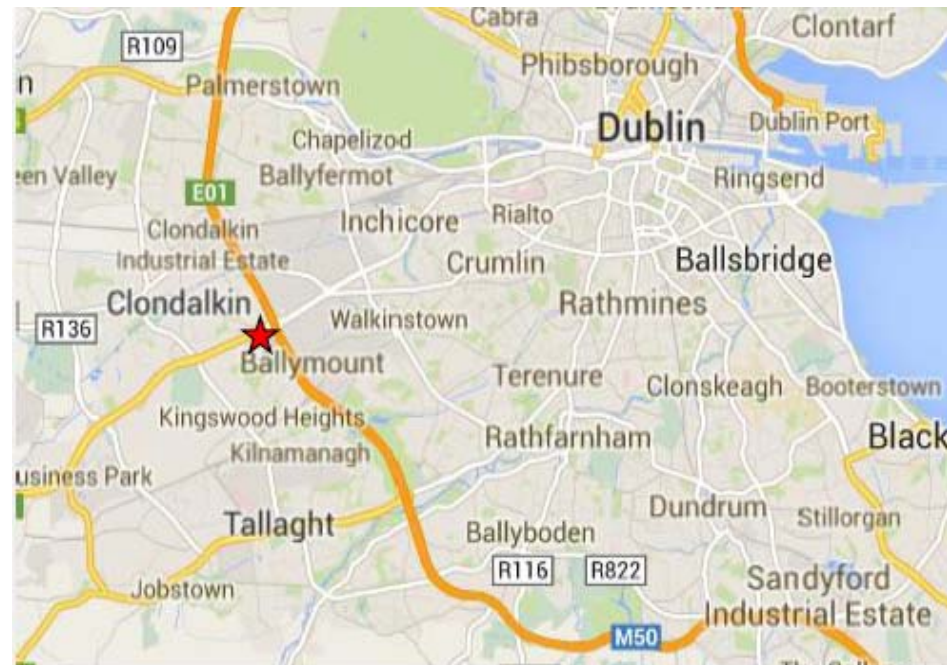 Cabra
Clontarf
R109
Phibsborough
Palmerstown
n
Dublin
Dublin Port
Chapelizod
een Valley
Ballyfermot
Ringsend
E01
Inchicore
Rialto
Clondalkin
Industrial Estate
Crumlin
Ballsbridge
Clondalkin
Rathmines
R136
Walkinstown
Ballymount
Terenure
Clonskeagh
Booterstown
Kingswood Heights
Rathfarnham
Black
Kilnamanagh
usiness Park
Dundrum
Stillorgan
Tallaght
Ballyboden
R116
R822
Sandyford
Industrial Estate
Jobstown
M50